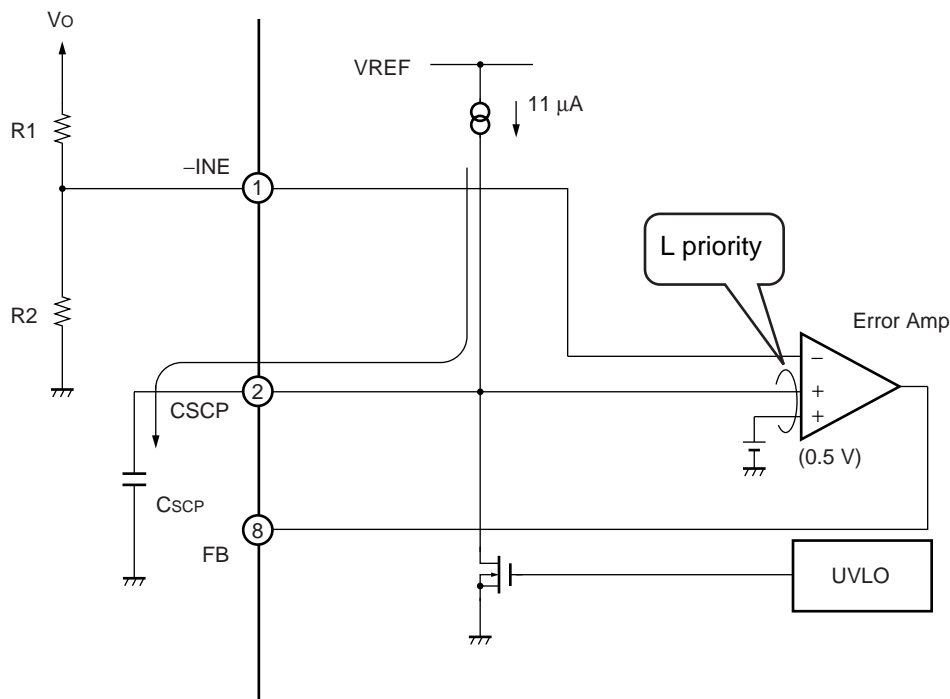 VO
VREF
11 µA
R1
−INE
1
L priority
R2
Error Amp
−
2
+
CSCP
+
(0.5 V)
CSCP
8
FB
UVLO